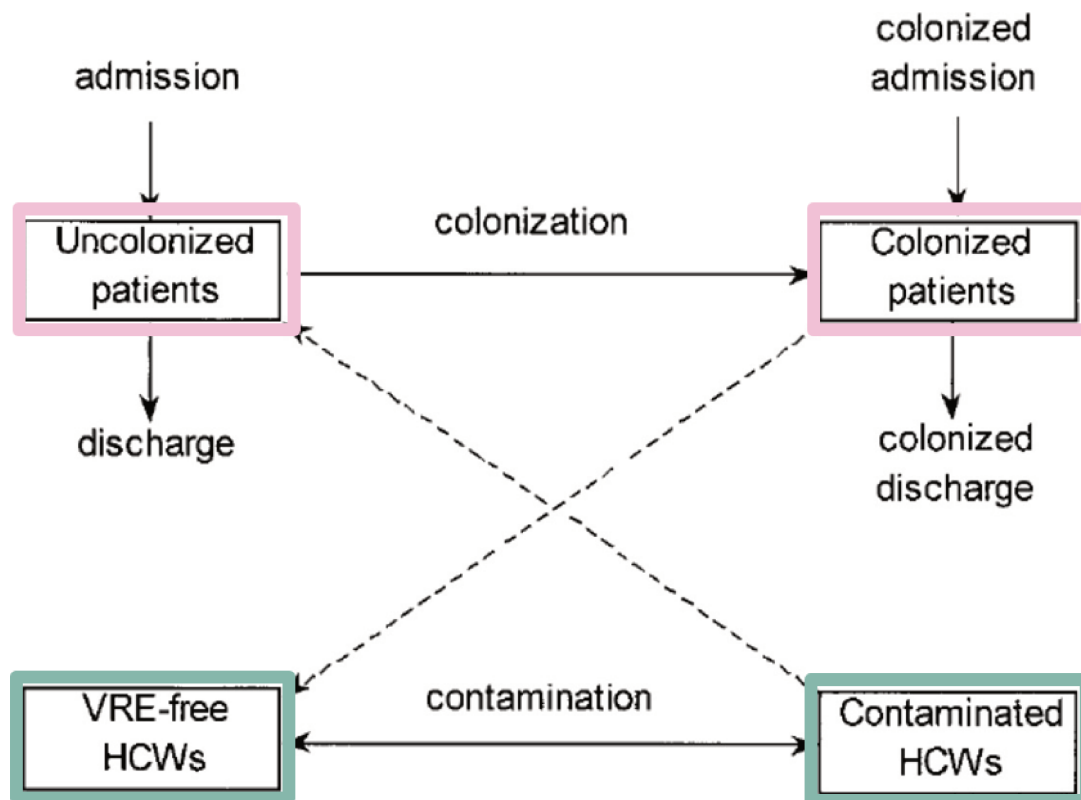 admission
colonized
admission
Uncolonized
patients
colonization
Colonized
patients
discharge
colonized
discharge
VRE-free
HCWs
contamination
Contaminated
HCWs